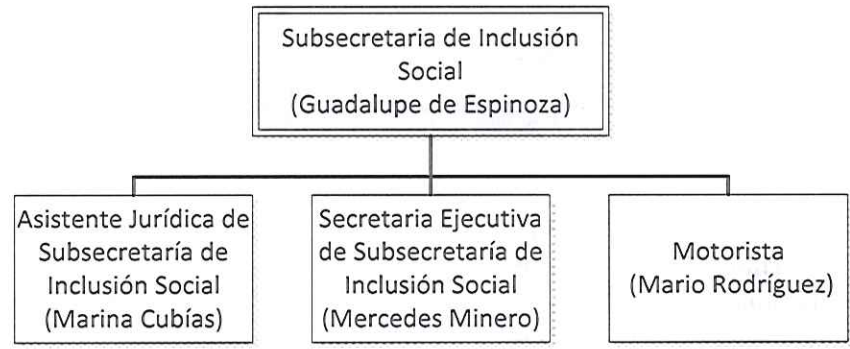 Subsecretaria de Inclusión
Social
(Guadalupe de Espinoza)
Asistente Jurídica de
Subsecretaría de
Inclusión Social
(Marina Cubías)
Secretaria Ejecutiva
de Subsecretaría de
Inclusión Social
(Mercedes Minero)
Motorista
(Mario Rodríguez)